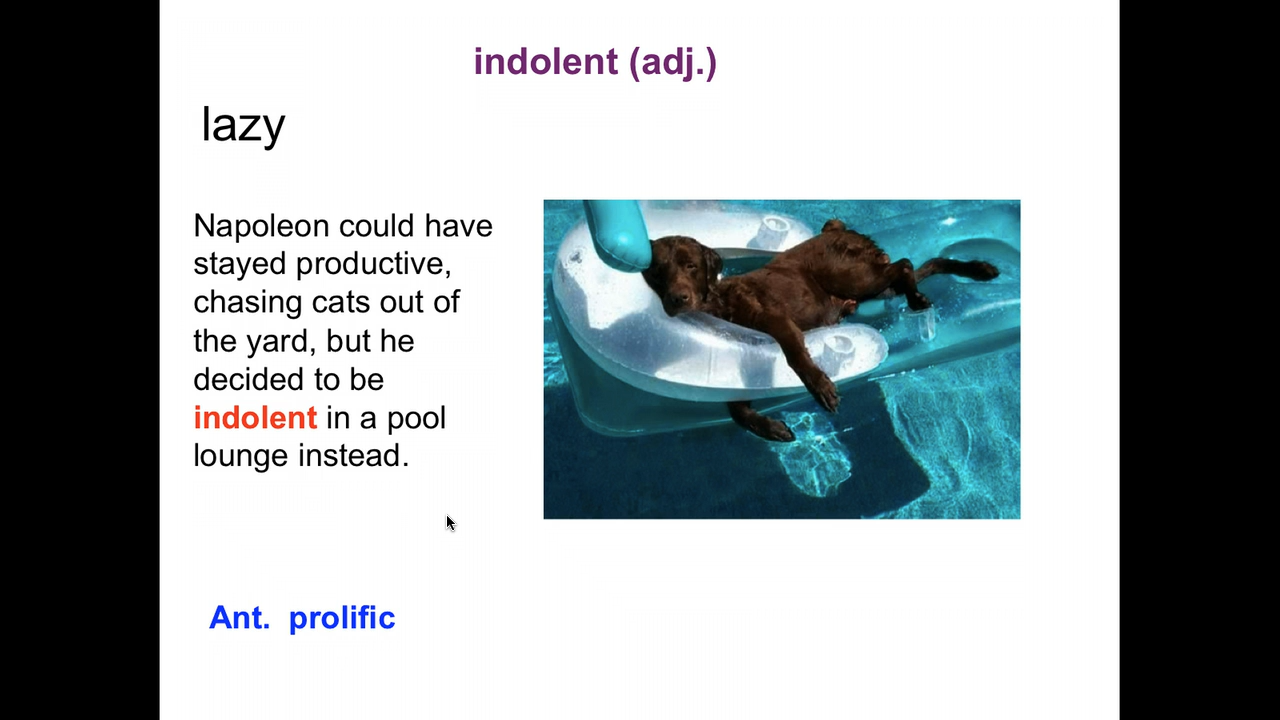 indolent (adj.)
lazy
Napoleon could have
stayed productive,
chasing cats out of
the yard, but he
decided to be
indolent in a pool
lounge instead.
Ant.  prolific